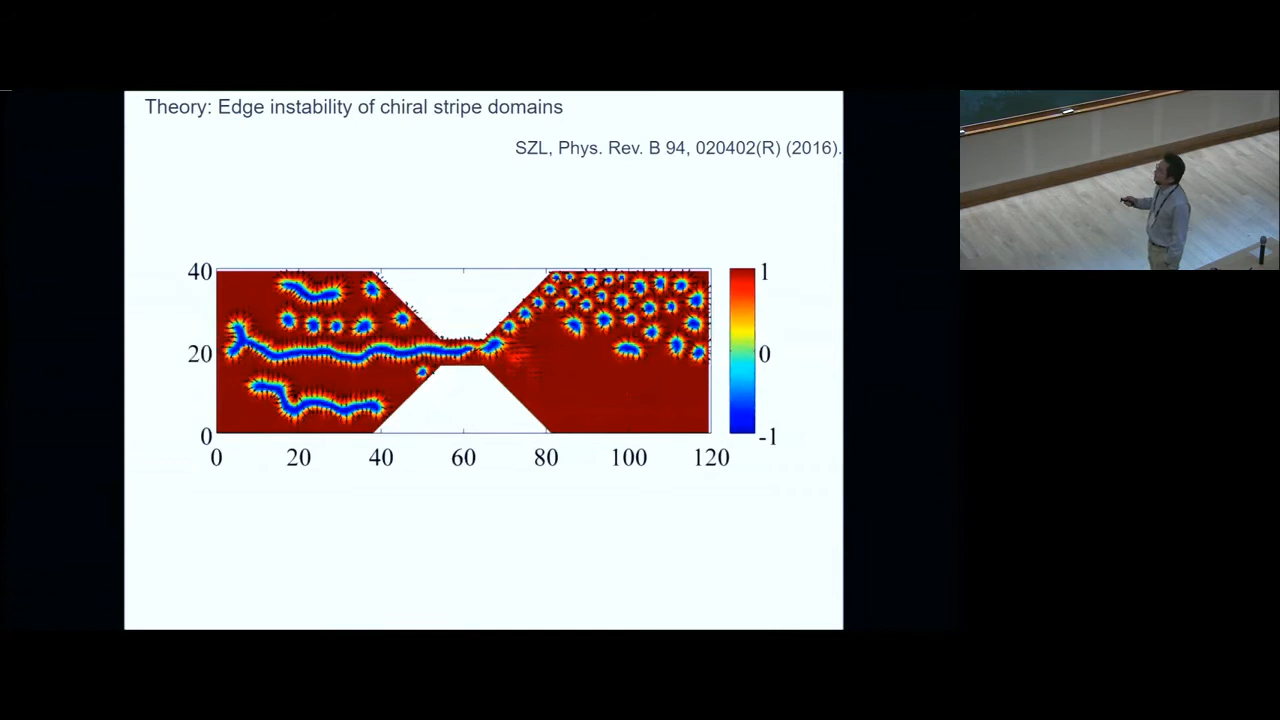 Theory: Edge instability of chiral stripe domains
SZL, Phys. Rev. B 94, 020402(R) (2016).
40
20
0
0 20 40 60 80 100 120
1
0
-1